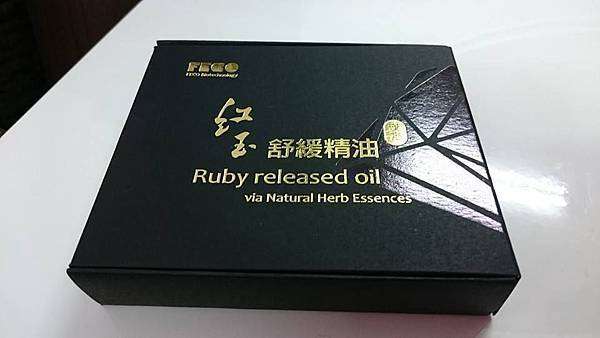 FECO
FECO Biotechnology
紅玉
舒緩精油
Ruby released oil
via Natural Herb Essences